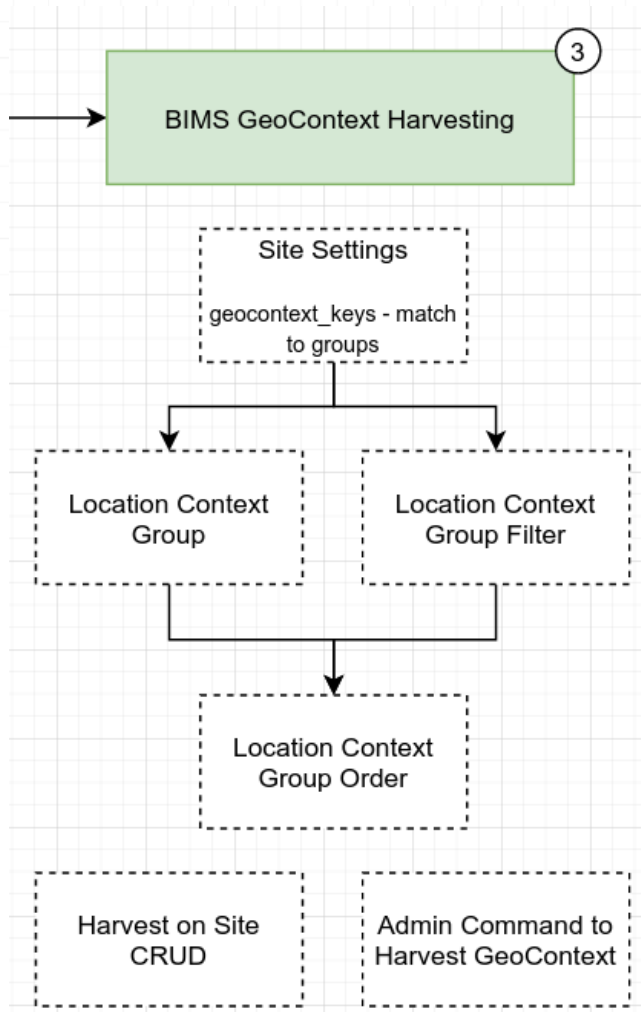 3
BIMS GeoContext Harvesting
Site Settings
geocontext_keys - match
to groups
Location Context
Group
Location Context
Group Filter
Location Context
Group Order
Harvest on Site
CRUD
Admin Command to
Harvest GeoContext